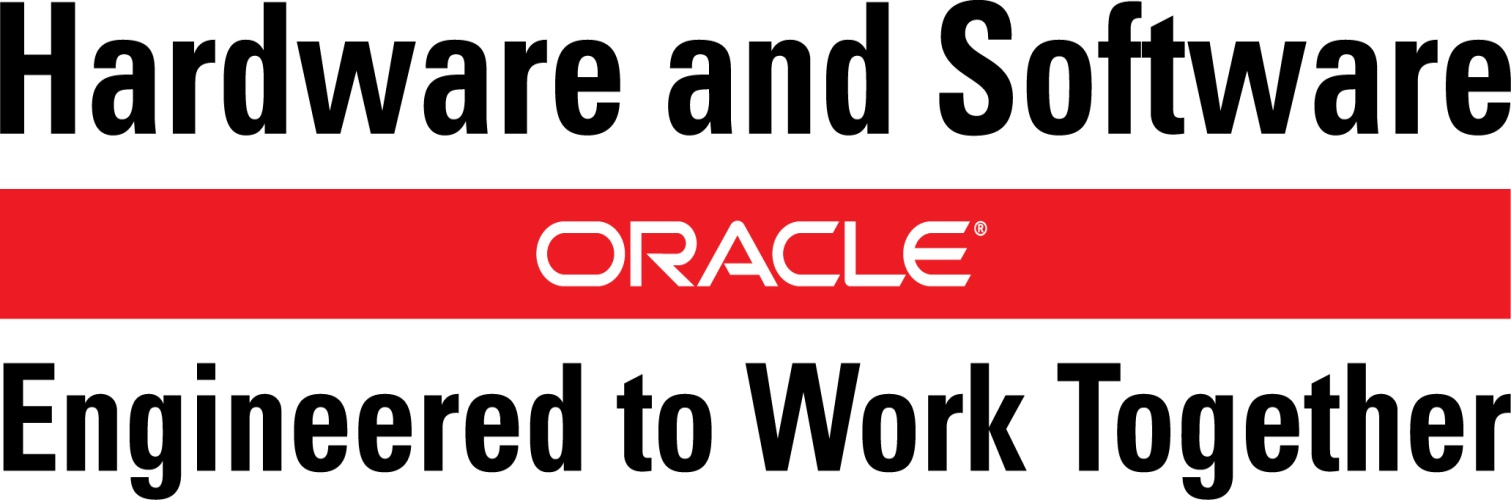 Hardware and Software
ORACLE®
Engineered to Work Together